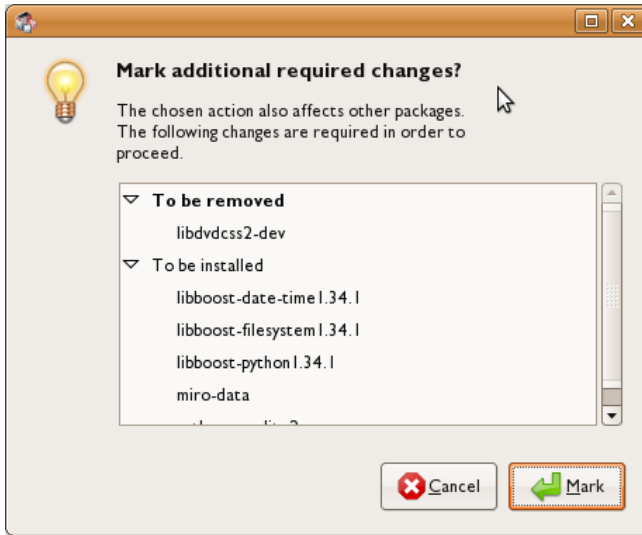 Mark additional required changes?
The chosen action also affects other packages.
The following changes are required in order to
proceed.
To be removed
libdvdcss2-dev
To be installed
libboost-date-time1.34.1
libboost-filesystem1.34.1
libboost-python1.34.1
miro-data
Cancel
Mark